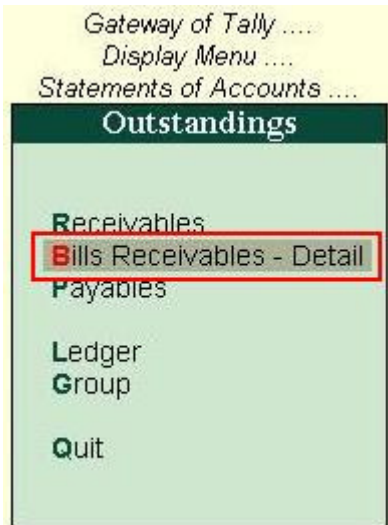 Gateway of Tally ....
Display Menu ....
Statements of Accounts ....
Outstandings
Receivables
Bills Receivables - Detail
Payables
Ledger
Group
Quit